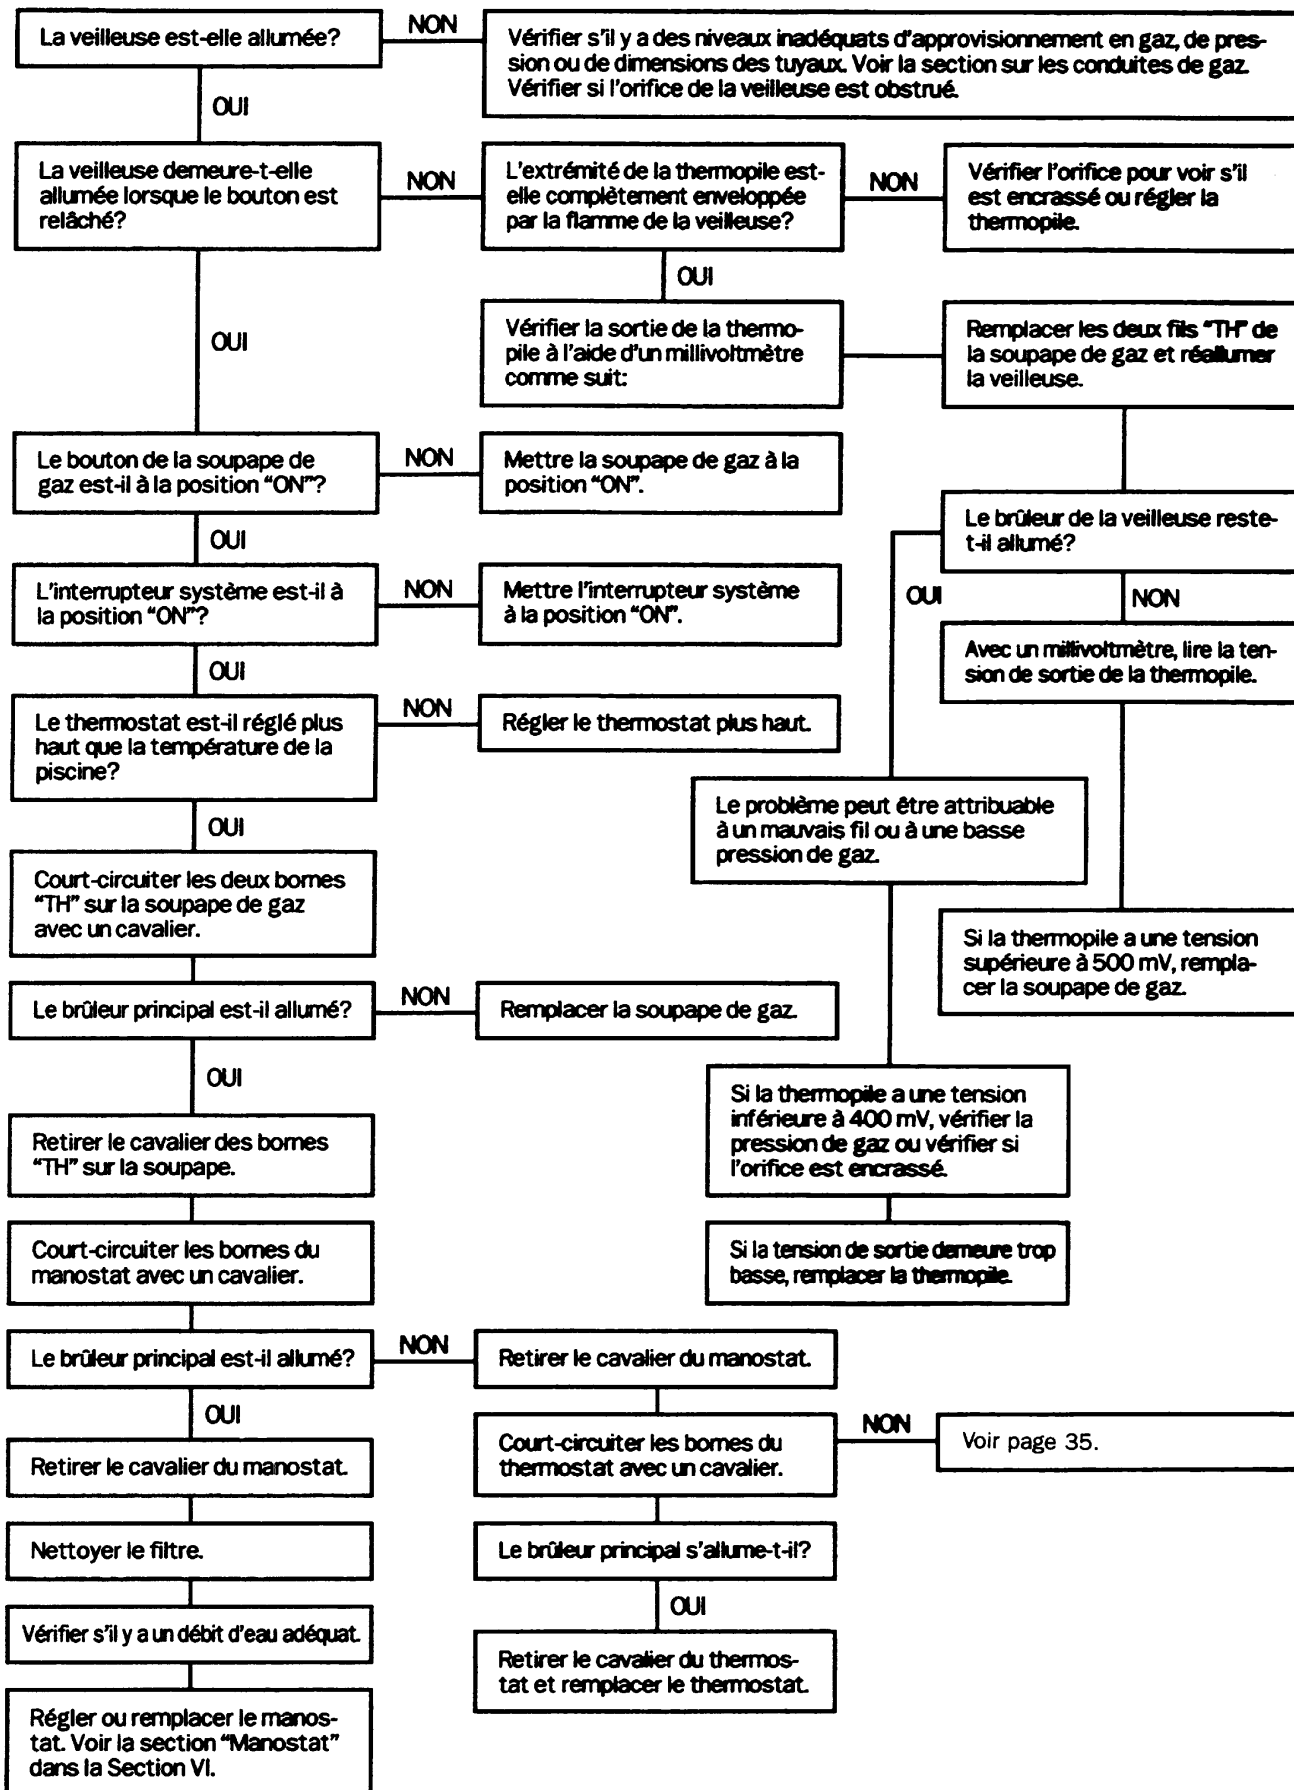 La veilleuse est-elle allumée?
NON
Vérifier s'il y a des niveaux inadéquats d'approvisionnement en gaz, de pres-
sion ou de dimensions des tuyaux. Voir la section sur les conduites de gaz.
Vérifier si l'orifice de la veilleuse est obstrué.
OUI
La veilleuse demeure-t-elle
allumée lorsque le bouton est
relâché?
NON
L'extrémité de la thermopile est-
elle complètement enveloppée
par la flamme de la veilleuse?
NON
Vérifier l'orifice pour voir s'il
est encrassé ou régler la
thermopile.
OUI
OUI
Vérifier la sortie de la thermo-
pile à l'aide d'un millivoltmètre
comme suit:
Remplacer les deux fils "TH" de
la soupape de gaz et réallumer
la veilleuse.
Le bouton de la soupape de
gaz est-il à la position "ON"?
NON
Mettre la soupape de gaz à la
position "ON".
Le brûleur de la veilleuse reste-
t-il allumé?
OUI
L'interrupteur système est-il à
la position "ON"?
NON
Mettre l'interrupteur système
à la position "ON".
OUI
NON
Avec un millivoltmètre, lire la ten-
sion de sortie de la thermopile.
OUI
Le thermostat est-il réglé plus
haut que la température de la
piscine?
NON
Régler le thermostat plus haut.
Le problème peut être attribuable
à un mauvais fil ou à une basse
pression de gaz.
OUI
Court-circuiter les deux bornes
"TH" sur la soupape de gaz
avec un cavalier.
Si la thermopile a une tension
supérieure à 500 mV, rempla-
cer la soupape de gaz.
Le brûleur principal est-il allumé?
NON
Remplacer la soupape de gaz.
OUI
Si la thermopile a une tension
inférieure à 400 mV, vérifier la
pression de gaz ou vérifier si
l'orifice est encrassé.
Retirer le cavalier des bornes
"TH" sur la soupape.
Court-circuiter les bornes du
manostat avec un cavalier.
Si la tension de sortie demeure trop
basse, remplacer la thermopile.
Le brûleur principal est-il allumé?
NON
Retirer le cavalier du manostat.
OUI
Court-circuiter les bornes du
thermostat avec un cavalier.
NON
Voir page 35.
Retirer le cavalier du manostat.
Nettoyer le filtre.
Le brûleur principal s'allume-t-il?
OUI
Vérifier s'il y a un débit d'eau adéquat.
Retirer le cavalier du thermos-
tat et remplacer le thermostat.
Régler ou remplacer le manos-
tat. Voir la section "Manostat"
dans la Section VI.